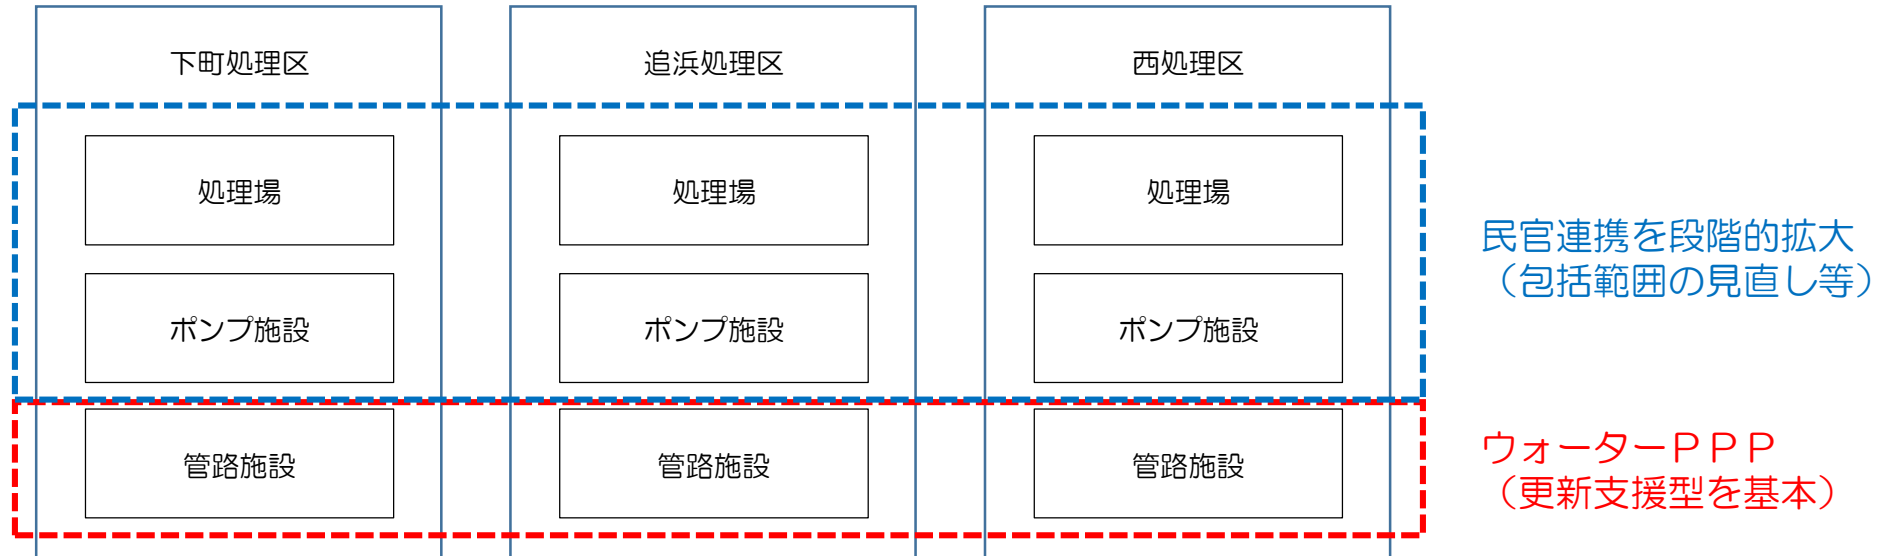 下町処理区
追浜処理区
西処理区
処理場
処理場
処理場
ポンプ施設
ポンプ施設
ポンプ施設
民官連携を段階的拡大
（包括範囲の見直し等）
管路施設
管路施設
管路施設
ウォーターＰＰＰ
（更新支援型を基本）